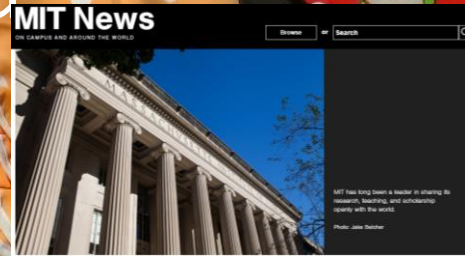 MIT News
ON CAMPUS AND AROUND THE WORLD
Browse or Search
MASSACHVSETTS
MIT has long been a leader in sharing its
research, teaching, and scholarship
openly with the world.
Photo: Jake Belcher